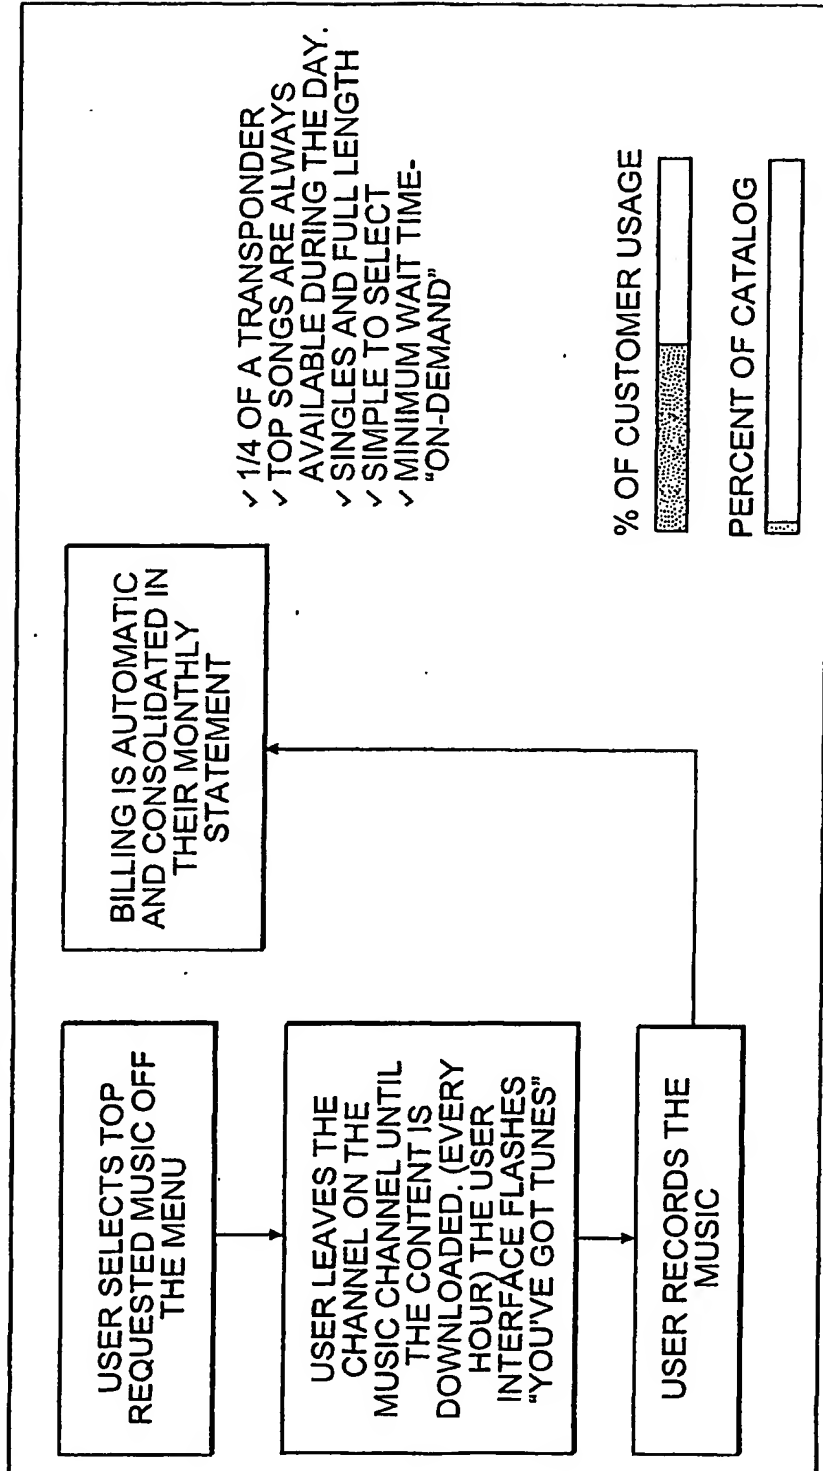 USER SELECTS TOP
REQUESTED MUSIC OFF
THE MENU
USER LEAVES THE
CHANNEL ON THE
MUSIC CHANNEL UNTIL
THE CONTENT IS
DOWNLOADED. (EVERY
HOUR) THE USER
INTERFACE FLASHES
"YOU'VE GOT TUNES"
USER RECORDS THE
MUSIC
BILLING IS AUTOMATIC
AND CONSOLIDATED IN
THEIR MONTHLY
STATEMENT
✓ 1/4 OF A TRANSPONDER
✓ TOP SONGS ARE ALWAYS
AVAILABLE DURING THE DAY.
✓ SINGLES AND FULL LENGTH
✓ SIMPLE TO SELECT
✓ MINIMUM WAIT TIME-
"ON-DEMAND"
% OF CUSTOMER USAGE
PERCENT OF CATALOG